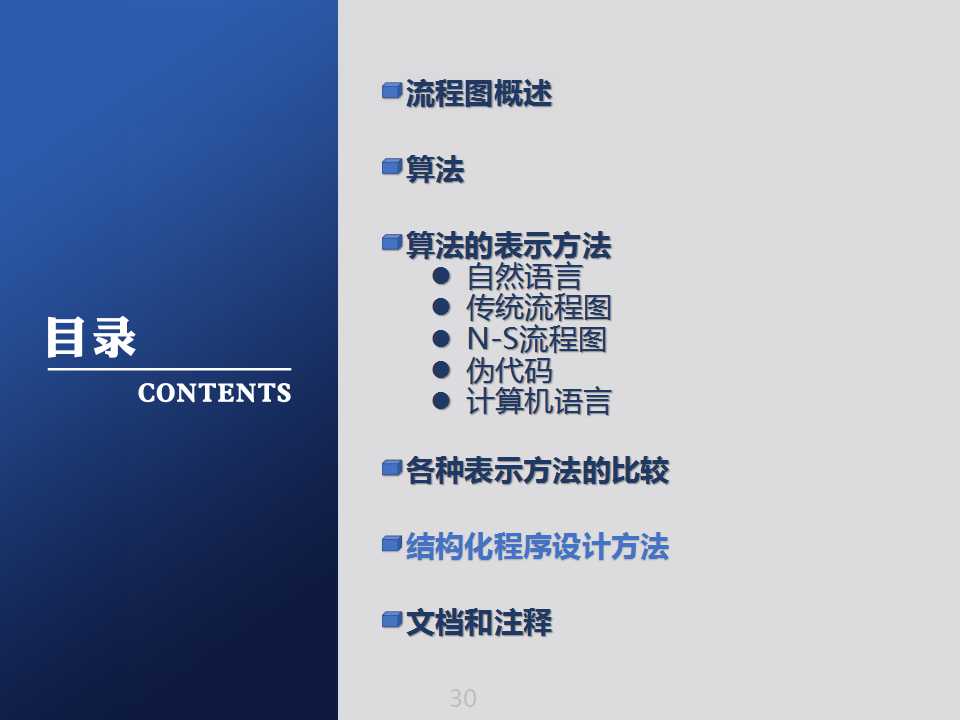 目录
CONTENTS
流程图概述
算法
算法的表示方法
自然语言
传统流程图
N-S流程图
伪代码
计算机语言
各种表示方法的比较
结构化程序设计方法
文档和注释
30